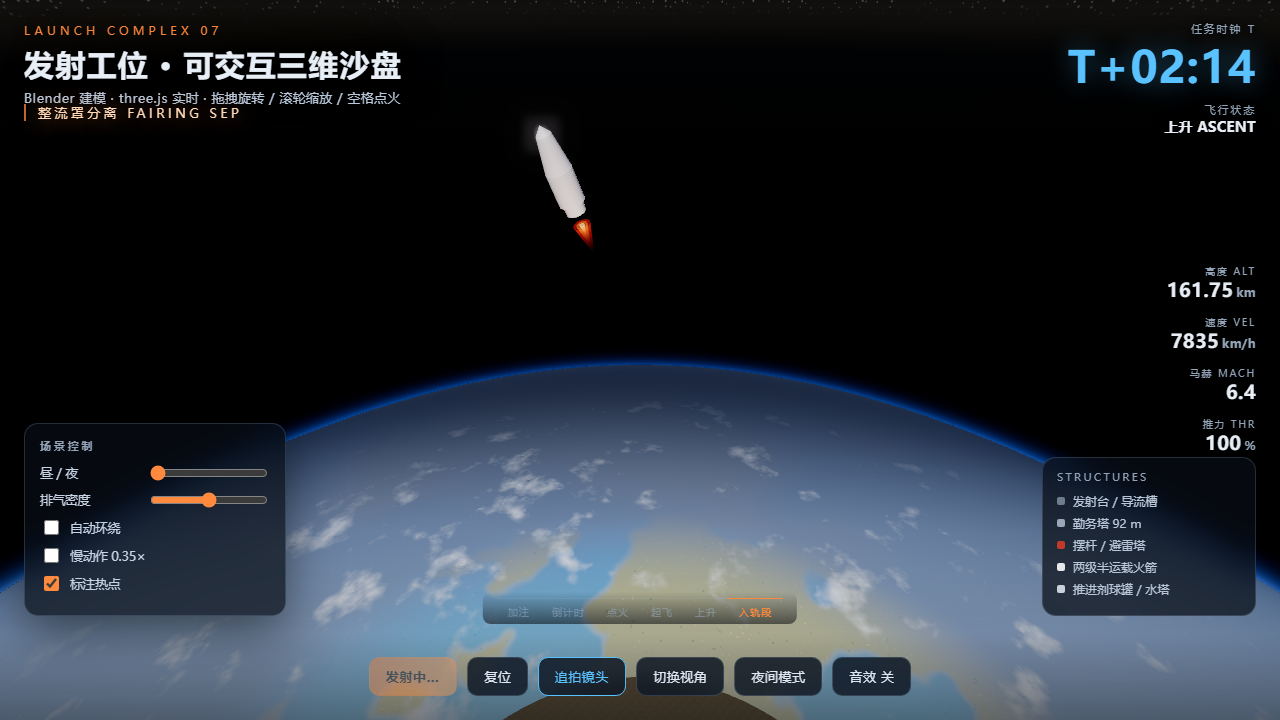 LAUNCH COMPLEX 07
发射工位 · 可交互三维沙盘
Blender 建模 · three.js 实时 · 拖拽旋转 / 滚轮缩放 / 空格点火
整流罩分离 FAIRING SEP
任务时钟 T
T+02:14
飞行状态
上升 ASCENT
高度 ALT
161.75 km
速度 VEL
7835 km/h
马赫 MACH
6.4
推力 THR
100 %
场景控制
昼 / 夜
排气密度
自动环绕
慢动作 0.35×
标注热点
STRUCTURES
发射台 / 导流槽
勤务塔 92 m
摆杆 / 避雷塔
两级半运载火箭
推进剂球罐 / 水塔
加注 倒计时 点火 起飞 上升 入轨段
发射中... 复位 追拍镜头 切换视角 夜间模式 音效 关